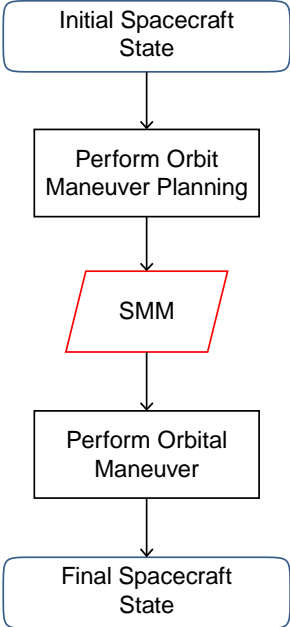 Initial Spacecraft
State
Perform Orbit
Maneuver Planning
SMM
Perform Orbital
Maneuver
Final Spacecraft
State